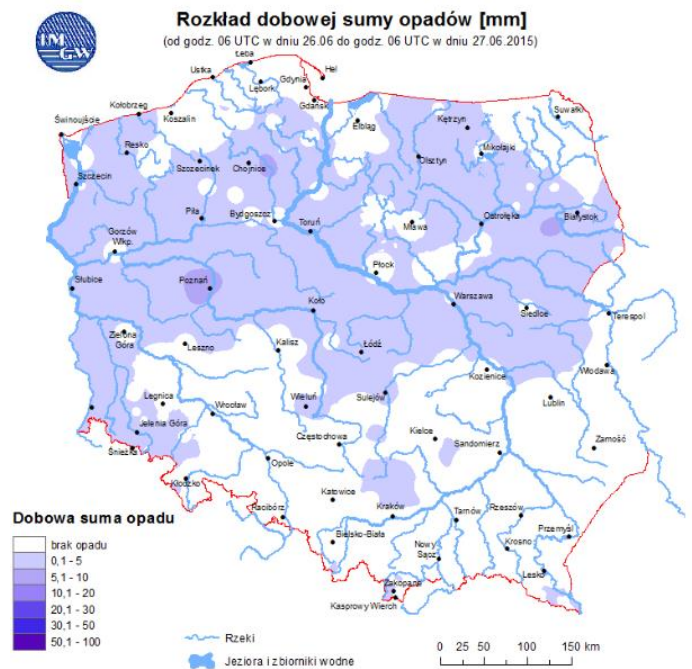 IMGW
Rozkład dobowej sumy opadów [mm]
(od godz. 06 UTC w dniu 26.06 do godz. 06 UTC w dniu 27.06.2015)
Łeba
Hel
Ustka
Gdynia
Lębork
Gdańsk
Suwałki
Kołobrzeg
Koszalin
Elbląg
Kętrzyn
Świnoujście
Resko
Mikołajki
Szczecinek
Chojnice
Olsztyn
Szczecin
Piła
Bydgoszcz
Toruń
Mława
Ostrołęka
Białystok
Gorzów
Wlkp.
Płock
Słubice
Poznań
Koło
Warszawa
Siedlce
Terespol
Zielona
Góra
Leszno
Kalisz
Łódź
Kozienice
Włodawa
Legnica
Wrocław
Wieluń
Sulejów
Lublin
Jelenia Góra
Kielce
Śnieżka
Częstochowa
Sandomierz
Zamość
Opole
Kłodzko
Katowice
Racibórz
Kraków
Tarnów
Rzeszów
Bielsko-Biała
Przemyśl
Nowy
Sącz
Krosno
Lesko
Zakopane
Kasprowy Wierch
Dobowa suma opadu
brak opadu
0,1 - 5
5,1 - 10
10,1 - 20
20,1 - 30
30,1 - 50
50,1 - 100
Rzeki
Jeziora i zbiorniki wodne
0 25 50 100 150 km